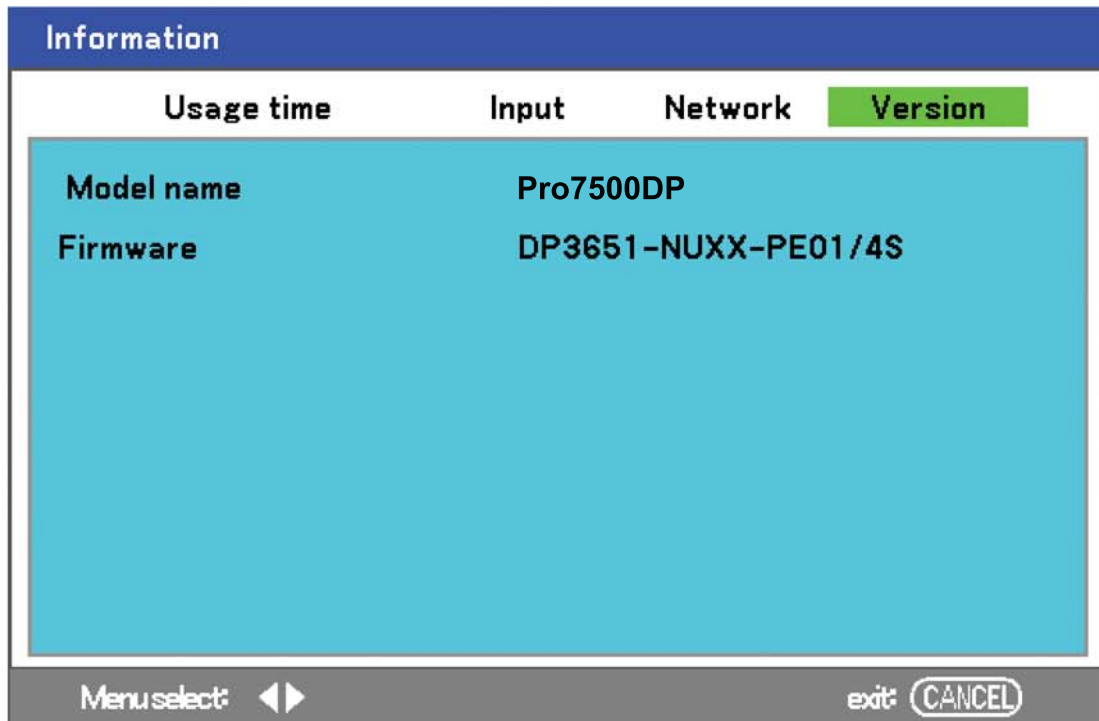 Information
Usage time Input Network Version
Model name Pro7500DP
Firmware DP3651-NUXX-PE01/4S
Menu select: exit: CANCEL